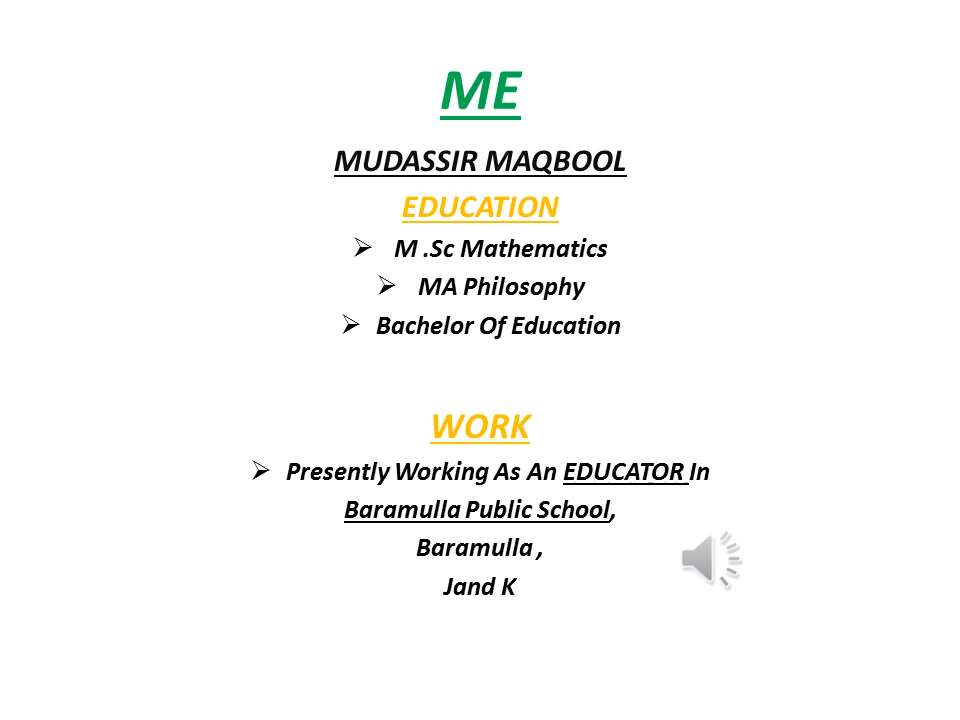 ME
MUDASSIR MAQBOOL
EDUCATION
➢ M .Sc Mathematics
➢ MA Philosophy
➢ Bachelor Of Education
WORK
➢ Presently Working As An EDUCATOR In
Baramulla Public School,
Baramulla ,
Jand K